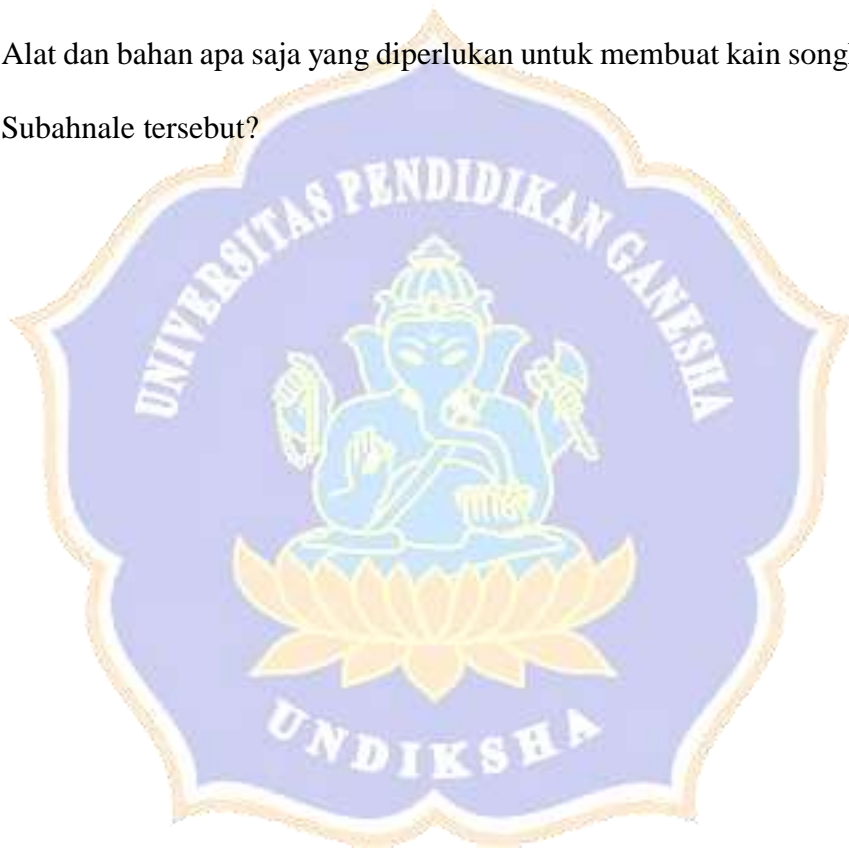 Alat dan bahan apa saja yang diperlukan untuk membuat kain
Subahnale tersebut?
UNIVERSITAS PENDIDIKAN GANESHA
UNDIKSHA